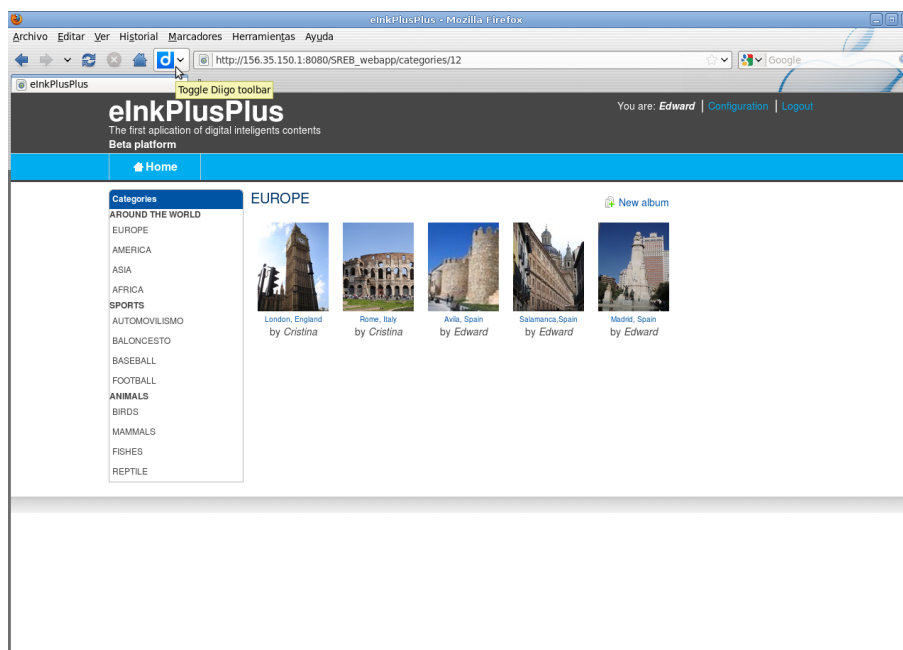 eInkPlusPlus - Mozilla Firefox
Archivo Editar Ver Historial Marcadores Herramientas Ayuda
http://156.35.150.1:8080/SREB_webapp/categories/12
Google
eInkPlusPlus
Toggle Diigo toolbar
eInkPlusPlus
You are: Edward | Configuration | Logout
The first aplication of digital inteligents contents
Beta platform
Home
Categories
AROUND THE WORLD
EUROPE
AMERICA
ASIA
AFRICA
SPORTS
AUTOMOVILISMO
BALONCESTO
BASEBALL
FOOTBALL
ANIMALS
BIRDS
MAMMALS
FISHES
REPTILE
EUROPE
New album
London, England
by Cristina
Rome, Italy
by Cristina
Avila, Spain
by Edward
Salamanca,Spain
by Edward
Madrid, Spain
by Edward